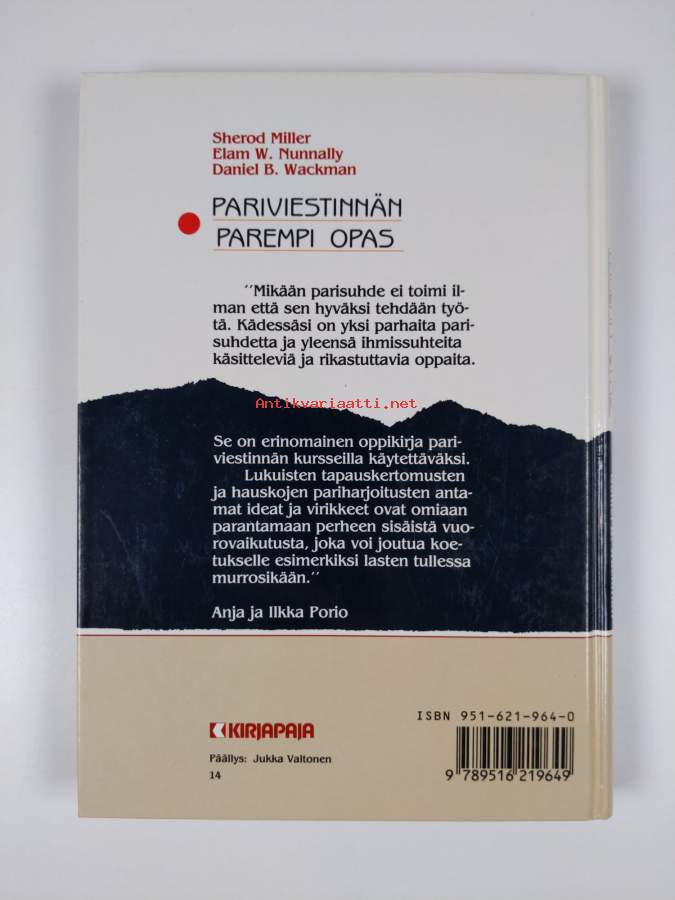 Sherod Miller
Elam W. Nunnally
Daniel B. Wackman
PARIVIESTINNÄN
PAREMPI OPAS
"Mikään parisuhde ei toimi il-
man että sen hyväksi tehdään työ-
tä. Kädessäsi on yksi parhaita pari-
suhdetta ja yleensä ihmissuhteita
käsitteleviä ja rikastuttavia oppaita.
Antikvariaatti.net
Se on erinomainen oppikirja pari-
viestinnän kursseilla käytettäväksi.
Lukuisten tapauskertomusten
ja hauskojen pariharjoitusten anta-
mat ideat ja virikkeet ovat omiaan
parantamaan perheen sisäistä vuo-
rovaikutusta, joka voi joutua koe-
tukselle esimerkiksi lasten tullessa
murrosikään."
Anja ja Ilkka Porio
ISBN 951-621-964-0
KIRJAPAJA
Päällys: Jukka Valtonen
14
9 789516 219649